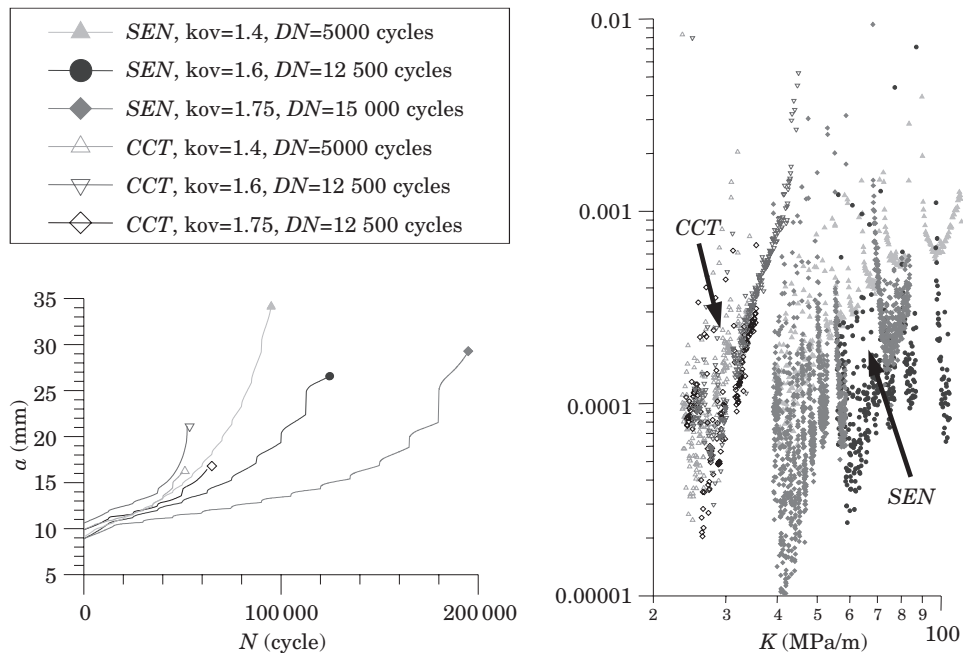 SEN, kov=1.4, DN=5000 cycles
SEN, kov=1.6, DN=12 500 cycles
SEN, kov=1.75, DN=15 000 cycles
CCT, kov=1.4, DN=5000 cycles
CCT, kov=1.6, DN=12 500 cycles
CCT, kov=1.75, DN=12 500 cycles
35
30
25
20
15
10
5
a (mm)
0
100 000
200 000
N (cycle)
0.01
0.001
0.0001
0.00001
CCT
SEN
2
3
4
5
6
7
8
9
100
K (MPa/m)